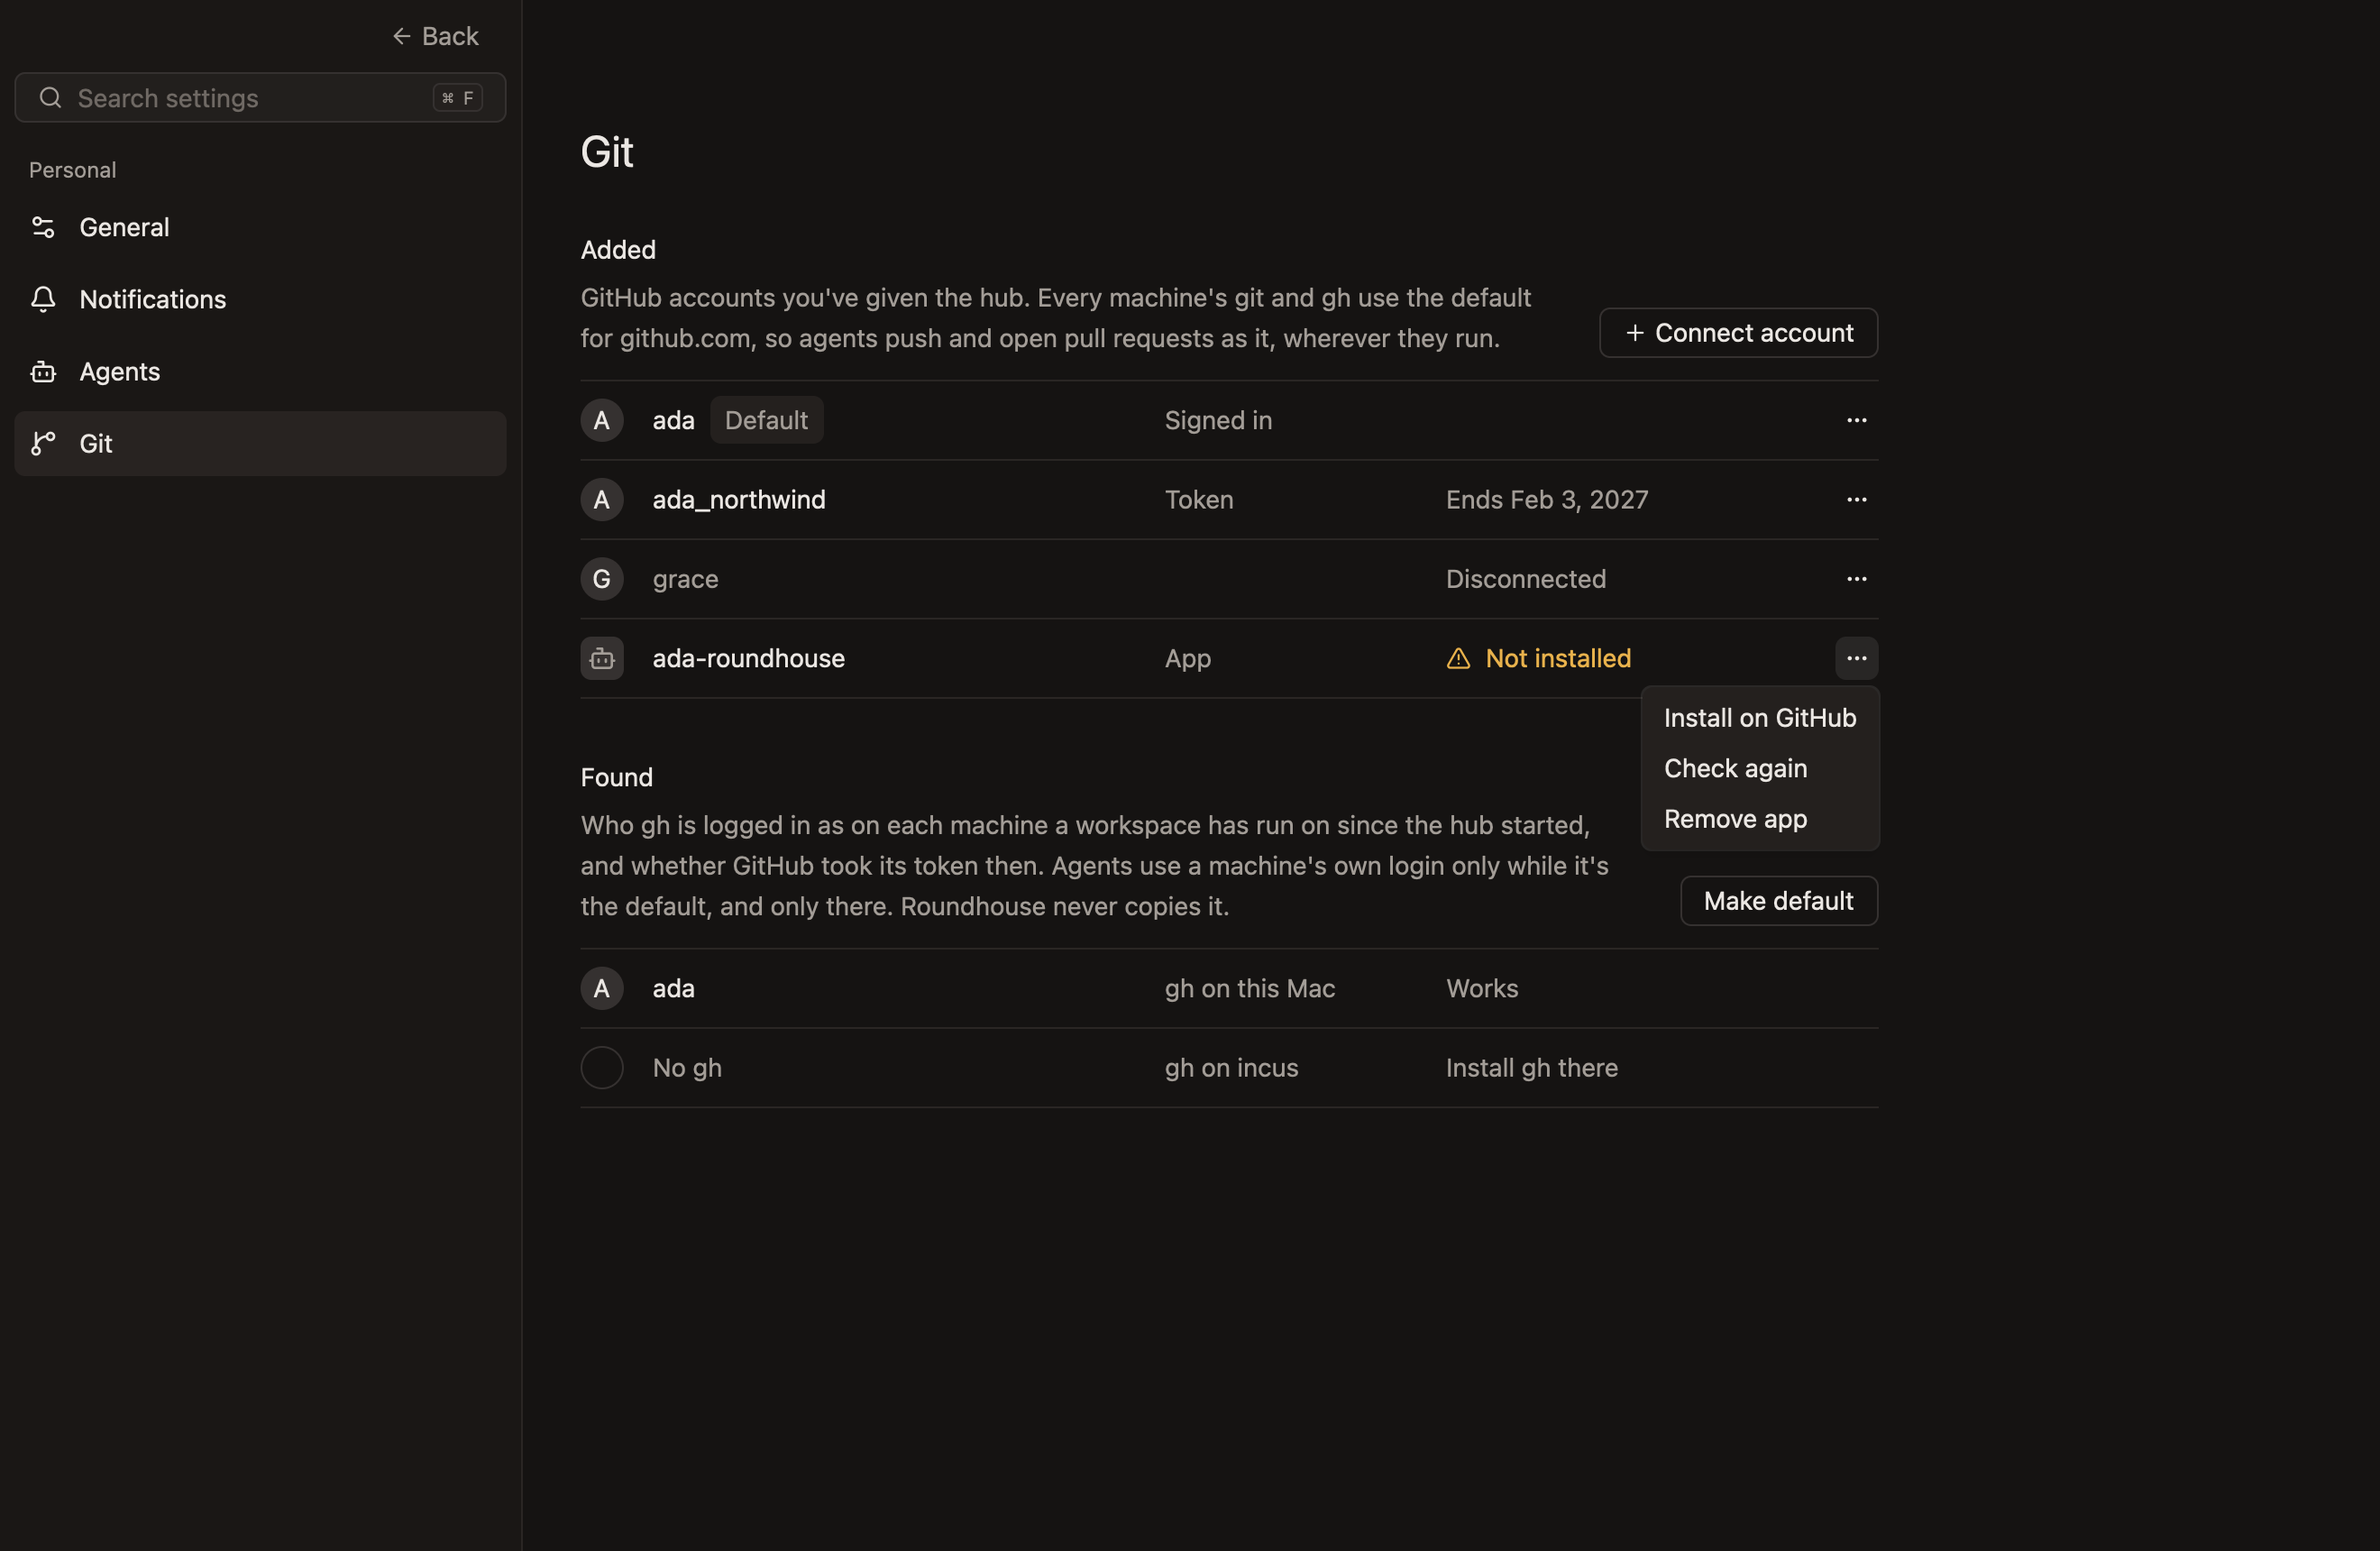 Back
Search settings
⌘ F
Personal
General
Notifications
Agents
Git
Git
Added
GitHub accounts you've given the hub. Every machine's git and gh use the default
for github.com, so agents push and open pull requests as it, wherever they run.
Connect account
A ada Default Signed in
A ada_northwind Token Ends Feb 3, 2027
G grace Disconnected
ada-roundhouse App Not installed
Install on GitHub
Check again
Remove app
Found
Who gh is logged in as on each machine a workspace has run on since the hub started,
and whether GitHub took its token then. Agents use a machine's own login only while it's
the default, and only there. Roundhouse never copies it.
Make default
A ada gh on this Mac Works
No gh gh on incus Install gh there